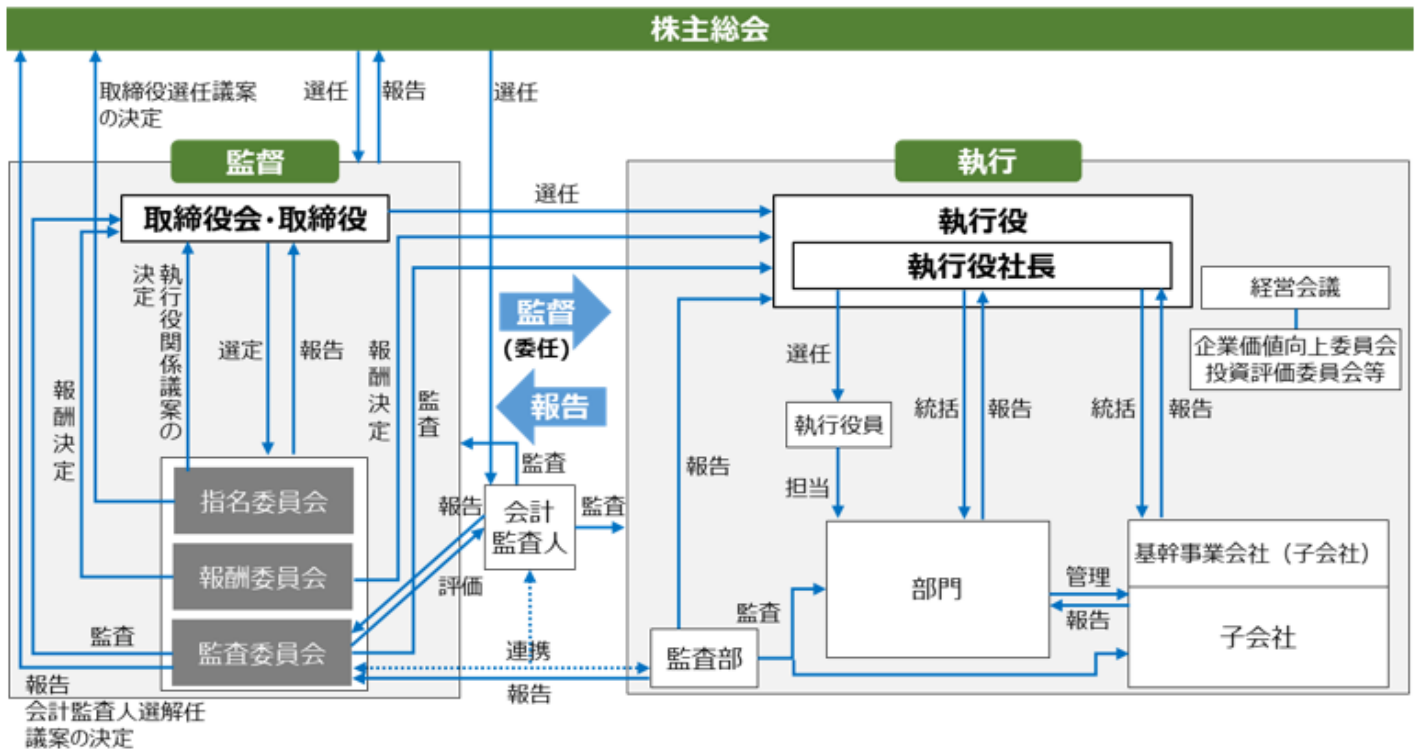 株主総会
取締役選任議案
の決定
選任
報告
選任
監督
執行
取締役会・取締役
選任
執行役
執行役社長
経営会議
企業価値向上委員会
投資評価委員会等
執行役関係議案の
決定
選定
報告
報酬決定
報酬決定
監査
監督
(委任)
報告
選任
執行役員
担当
統括
報告
統括
報告
報告
指名委員会
報酬委員会
監査委員会
監査
報告
会計
監査人
監査
評価
部門
基幹事業会社（子会社）
子会社
管理
報告
監査
監査
監査部
連携
報告
報告
会計監査人選解任
議案の決定